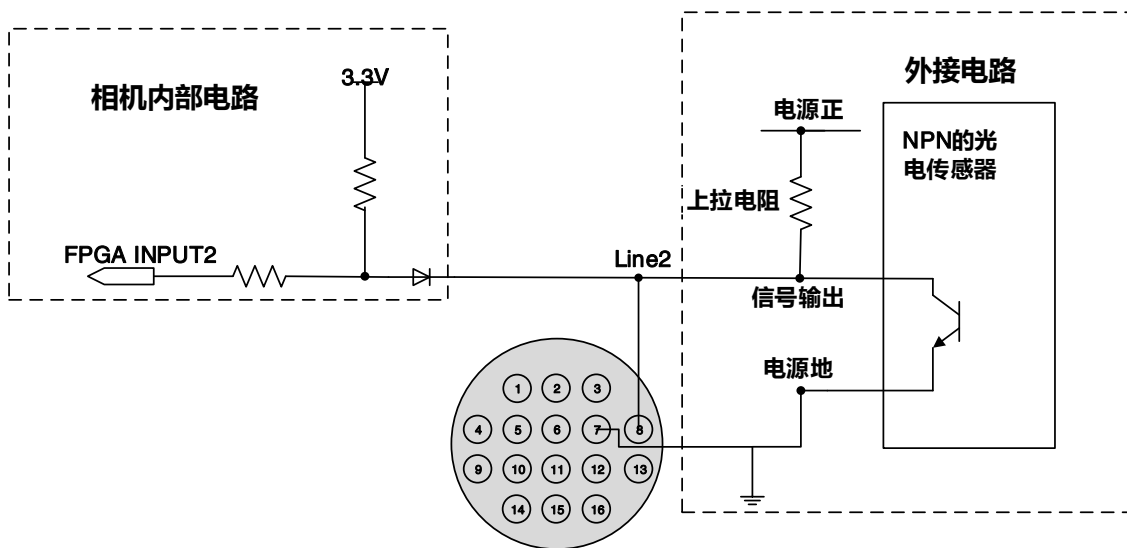 相机内部电路
3.3V
FPGA INPUT2
Line2
外接电路
电源正
上拉电阻
NPN的光
电传感器
信号输出
电源地
1 2 3
4 5 6 7 8
9 10 11 12 13
14 15 16